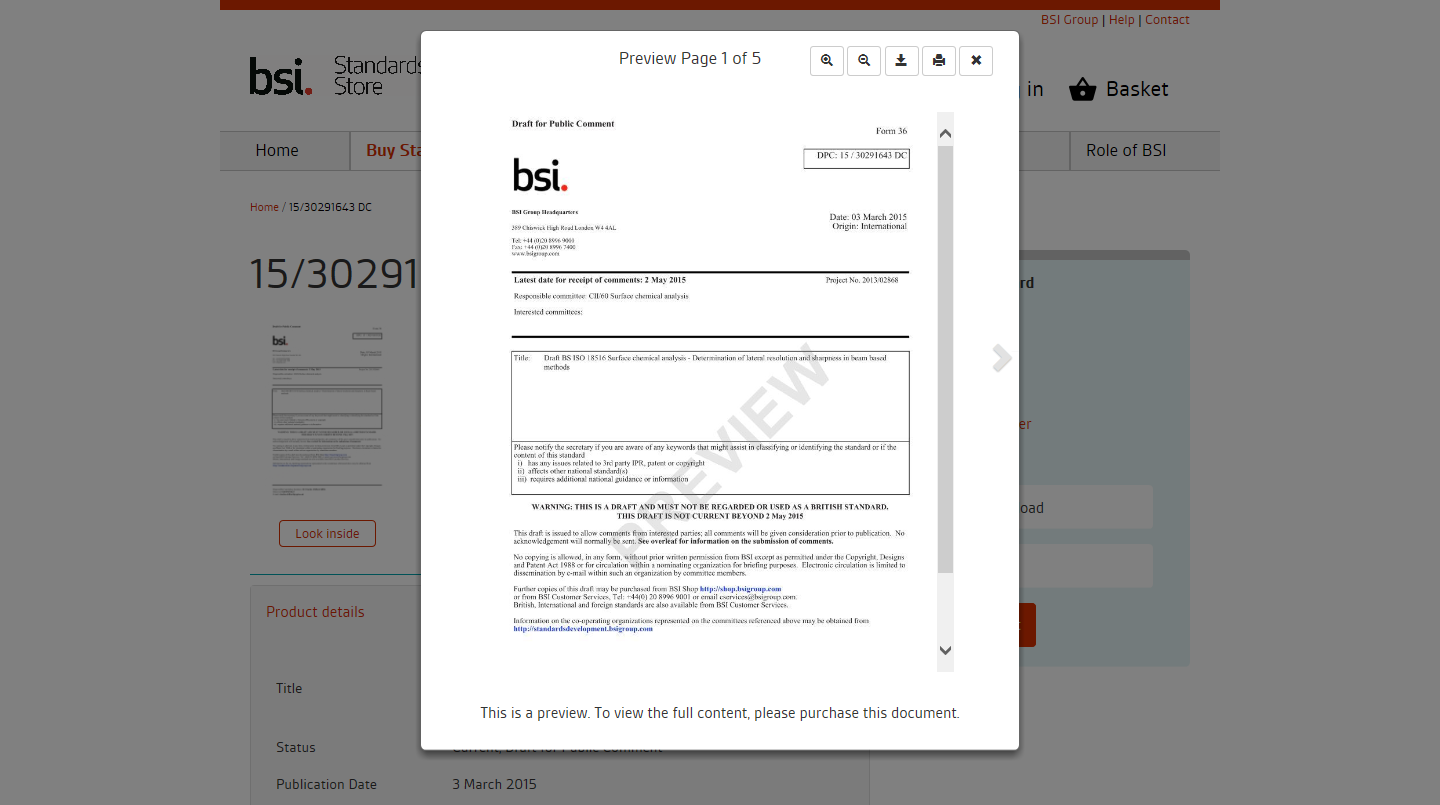 BSI Group | Help | Contact
bsi. Standards
Store
in
Basket
Home
Buy Sta
Role of BSI
Home / 15/30291643 DC
15/30291
Look inside
Product details
Title
Status
Current, Draft for Public Comment
Publication Date
3 March 2015
rd
er
oad
Preview Page 1 of 5
Draft for Public Comment
Form 36
DPC: 15 / 30291643 DC
bsi.
BSI Group Headquarters
389 Chiswick High Road London W4 4AL
Date: 03 March 2015
Origin: International
Tel: +44 (0)20 8996 9000
Fax: +44 (0)20 8996 7400
www.bsigroup.com
Latest date for receipt of comments: 2 May 2015
Project No. 2013/02868
Responsible committee: CII/60 Surface chemical analysis
Interested committees:
Title: Draft BS ISO 18516 Surface chemical analysis - Determination of lateral resolution and sharpness in beam based
methods
PREVIEW
Please notify the secretary if you are aware of any keywords that might assist in classifying or identifying the standard or if the
content of this standard
i) has any issues related to 3rd party IPR, patent or copyright
ii) affects other national standard(s)
iii) requires additional national guidance or information
WARNING: THIS IS A DRAFT AND MUST NOT BE REGARDED OR USED AS A BRITISH STANDARD.
THIS DRAFT IS NOT CURRENT BEYOND 2 May 2015
This draft is issued to allow comments from interested parties; all comments will be given consideration prior to publication. No
acknowledgement will normally be sent. See overleaf for information on the submission of comments.
No copying is allowed, in any form, without prior written permission from BSI except as permitted under the Copyright, Designs
and Patent Act 1988 or for circulation within a nominating organization for briefing purposes. Electronic circulation is limited to
dissemination by e-mail within such an organization by committee members.
Further copies of this draft may be purchased from BSI Shop http://shop.bsigroup.com
or from BSI Customer Services, Tel: +44(0) 20 8996 9001 or email cservices@bsigroup.com.
British, International and foreign standards are also available from BSI Customer Services.
Information on the co-operating organizations represented on the committees referenced above may be obtained from
http://standardsdevelopment.bsigroup.com
This is a preview. To view the full content, please purchase this document.